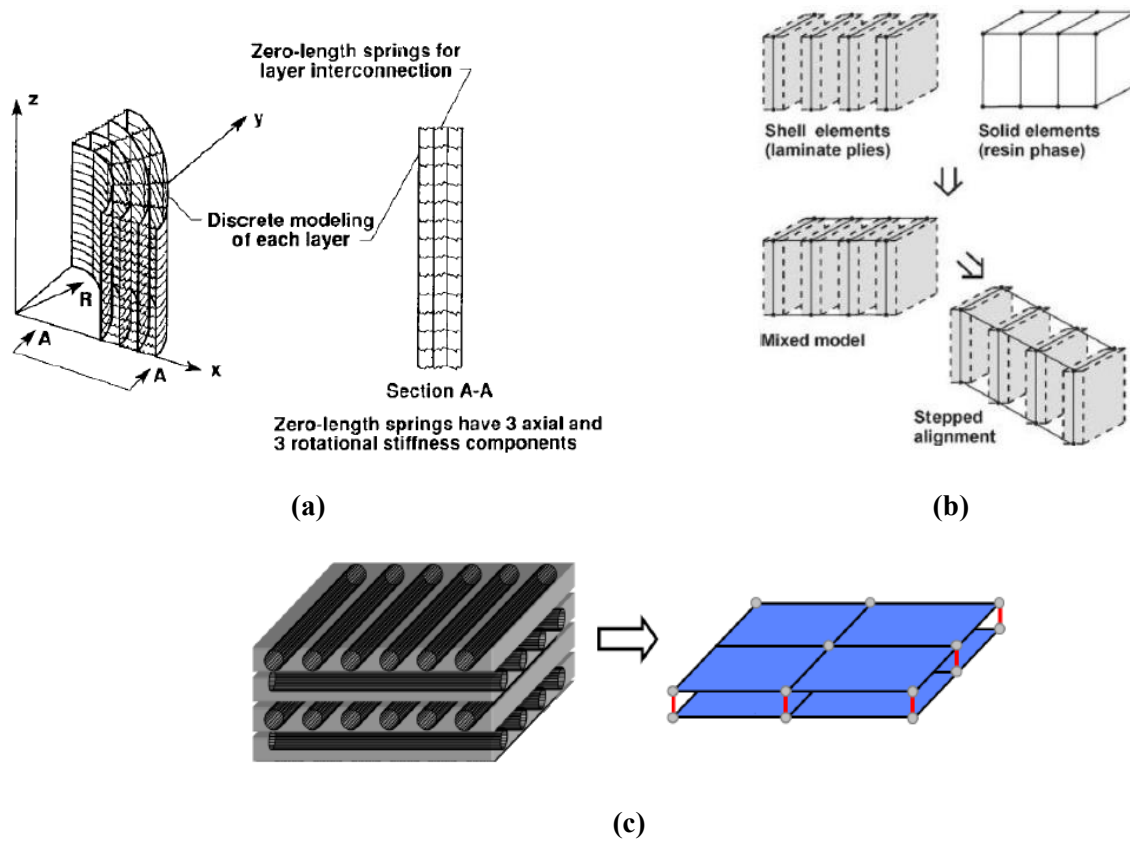 Zero-length springs for
layer interconnection
z
y
Discrete modeling
of each layer
R
A
A
x
Section A-A
Zero-length springs have 3 axial and
3 rotational stiffness components
(a)
Shell elements
(laminate plies)
Solid elements
(resin phase)
Mixed model
Stepped
alignment
(b)
(c)